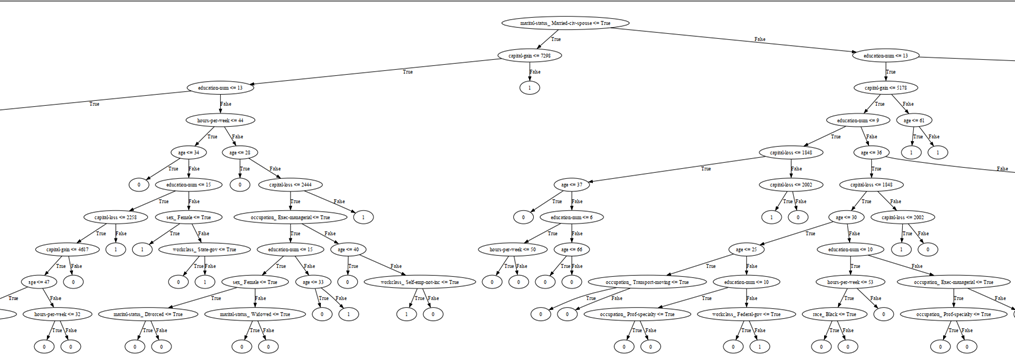 marital-status_ Married-civ-spouse <= True
True False
capital-gain <= 7298 education-num <= 13
True False True
education-num <= 13 1 capital-gain <= 5178
True False True False
hours-per-week <= 44 education-num <= 9 age <= 61
True False True False True False
age <= 34 age <= 28 capital-loss <= 1848 age <= 36 1 1
True False True False True False True False
0 education-num <= 15 0 capital-loss <= 2444 age <= 37 capital-loss <= 2002 capital-loss <= 1848
True False True False True False True False True False True False
capital-loss <= 2258 sex_ Female <= True occupation_ Exec-managerial <= True 1 0 education-num <= 6 1 0 age <= 30 capital-loss <= 2002
True False True False True False True False True False True False
capital-gain <= 4687 1 1 workclass_ State-gov <= True education-num <= 15 age <= 40 hours-per-week <= 50 age <= 66 age <= 25 education-num <= 10 1 0
True False True False True False True False True False True False True False True False
age <= 47 0 0 1 sex_ Female <= True age <= 33 0 workclass_ Self-emp-not-inc <= True 0 0 0 0 occupation_ Transport-moving <= True education-num <= 10 hours-per-week <= 53 occupation_ Exec-managerial <= True
True False True False True False True False True False True False True False True False
hours-per-week <= 32 marital-status_ Divorced <= True marital-status_ Widowed <= True 0 1 1 0 0 0 occupation_ Prof-specialty <= True workclass_ Federal-gov <= True race_ Black <= True 0 occupation_ Prof-specialty <= True
True False True False True False True False True False True False True False
0 0 0 0 0 0 0 0 0 1 0 0 0 0